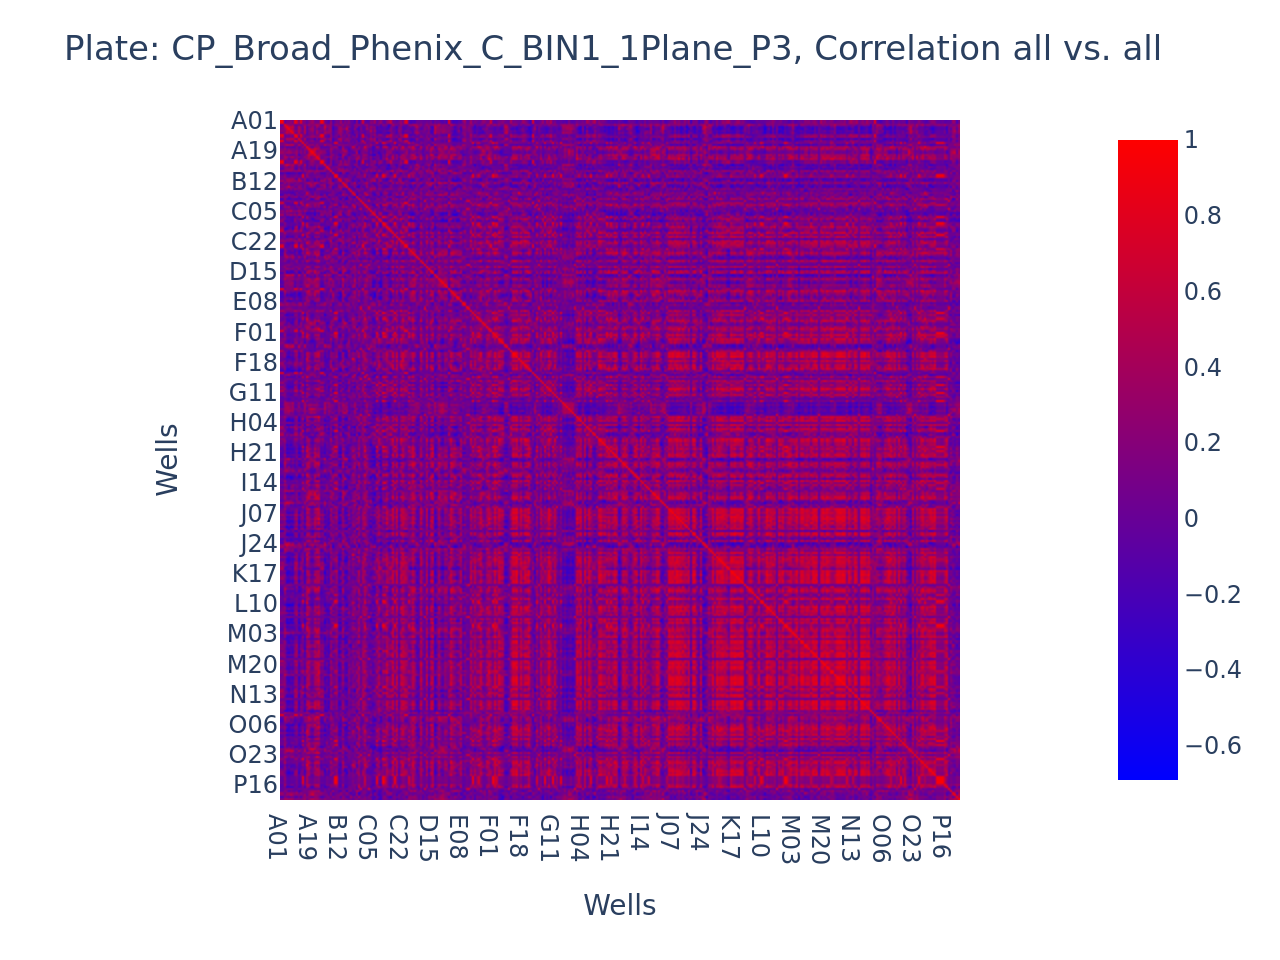 Plate: CP_Broad_Phenix_C_BIN1_1Plane_P3, Correlation all vs. all
A01
A19
B12
C05
C22
D15
E08
F01
F18
G11
H04
H21
I14
J07
J24
K17
L10
M03
M20
N13
O06
O23
P16
Wells
A01
A19
B12
C05
C22
D15
E08
F01
F18
G11
H04
H21
I14
J07
J24
K17
L10
M03
M20
N13
O06
O23
P16
Wells
1
0.8
0.6
0.4
0.2
0
−0.2
−0.4
−0.6